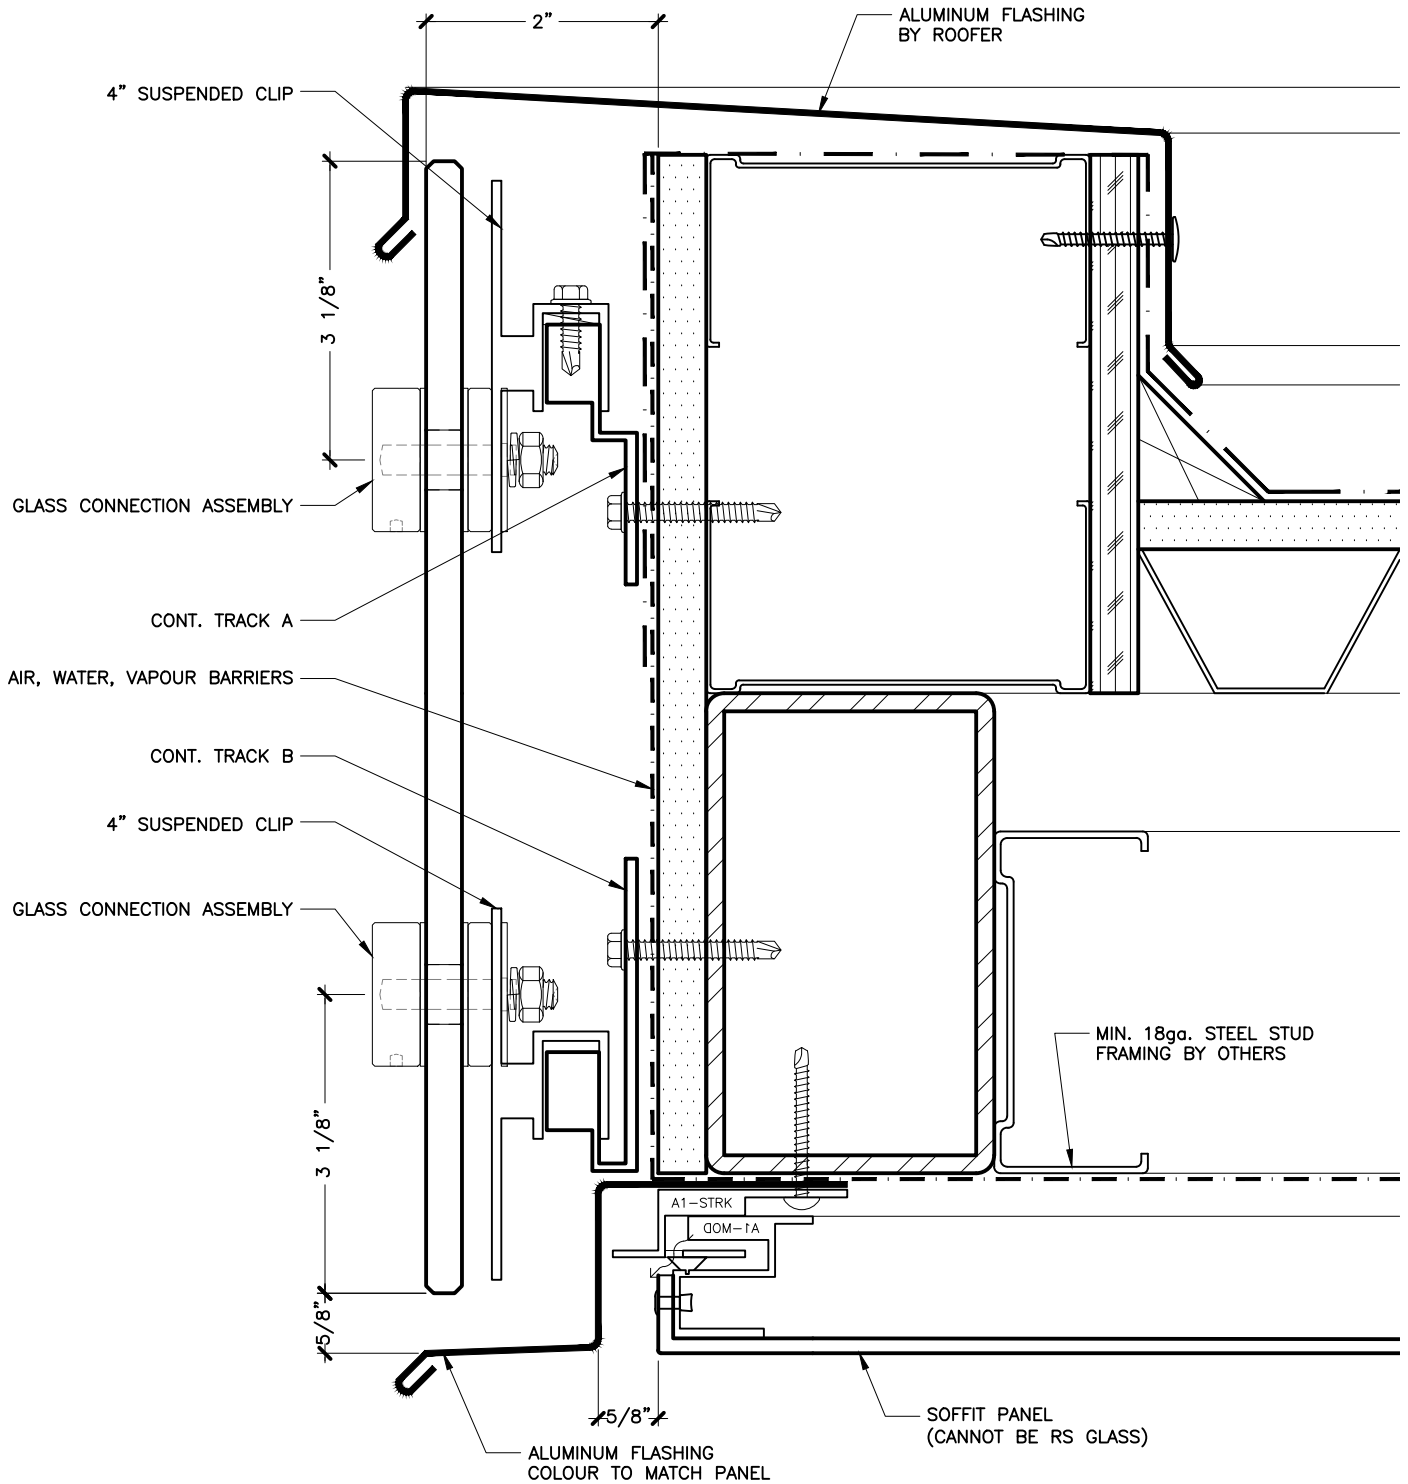 2"
ALUMINUM FLASHING
BY ROOFER
4" SUSPENDED CLIP
3 1/8"
GLASS CONNECTION ASSEMBLY
CONT. TRACK A
AIR, WATER, VAPOUR BARRIERS
CONT. TRACK B
4" SUSPENDED CLIP
GLASS CONNECTION ASSEMBLY
MIN. 18ga. STEEL STUD
FRAMING BY OTHERS
3 1/8"
A1-STRK
A1-MOD
5/8"
5/8"
SOFFIT PANEL
(CANNOT BE RS GLASS)
ALUMINUM FLASHING
COLOUR TO MATCH PANEL